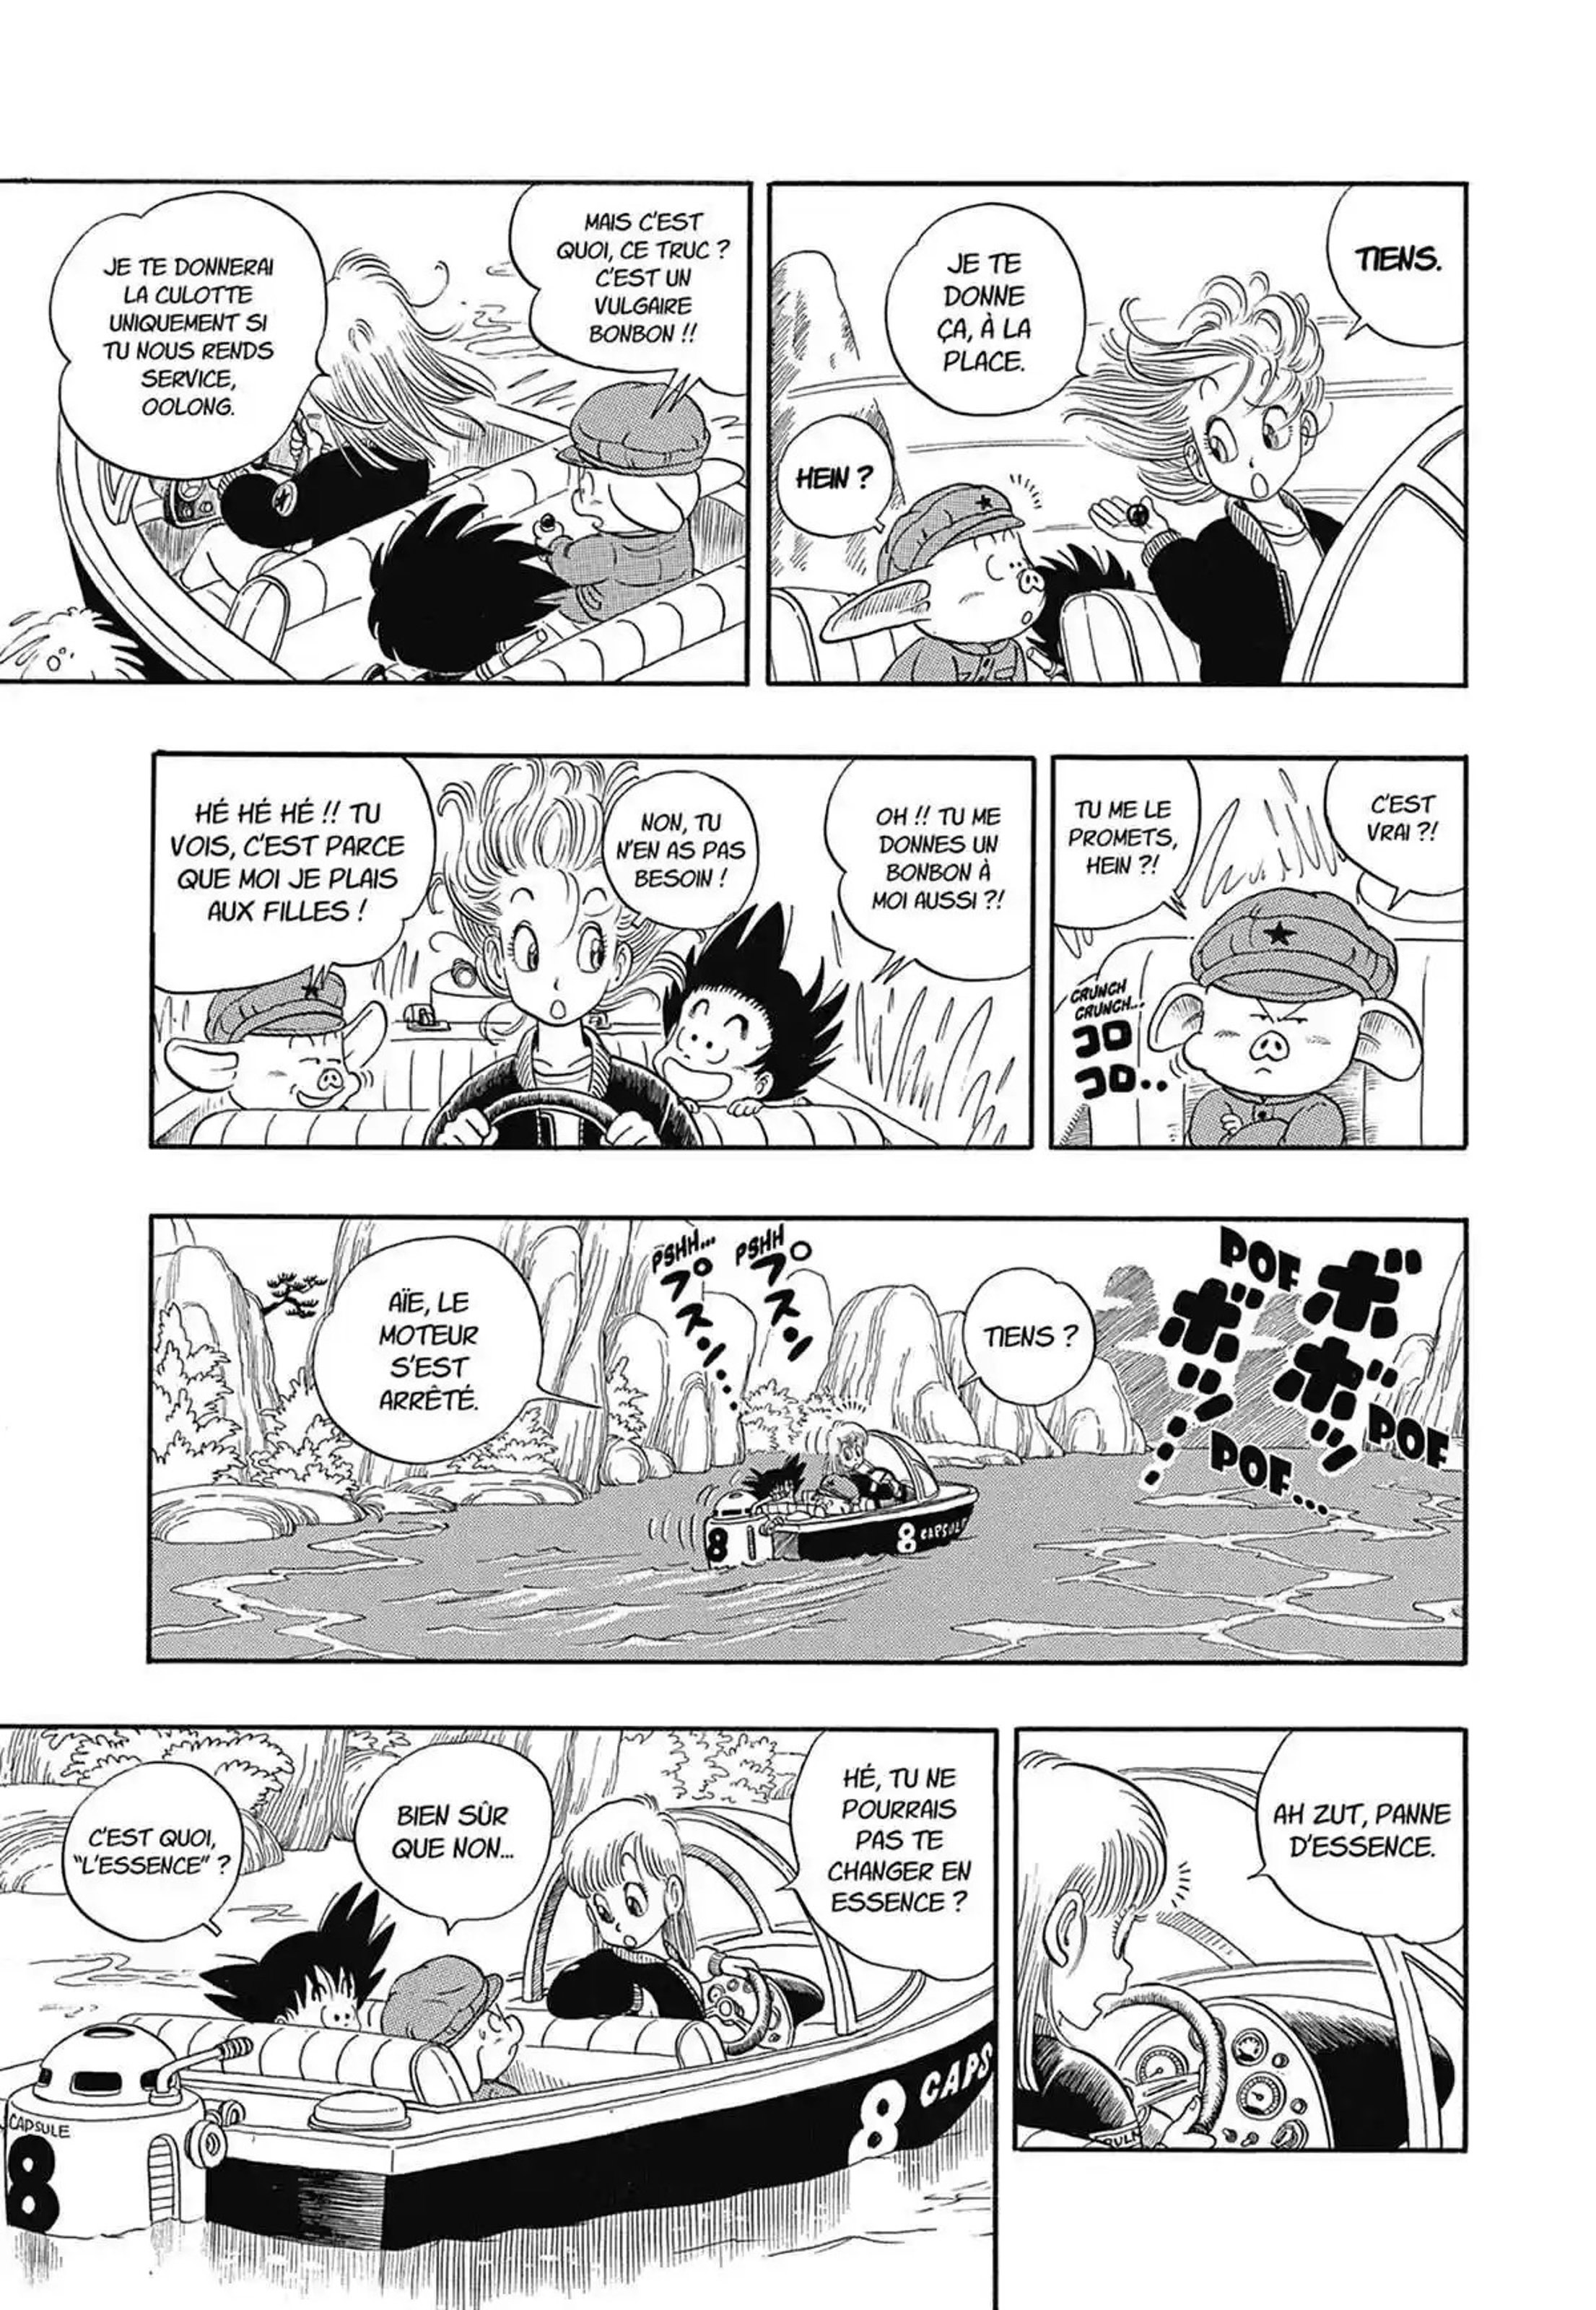 TIENS.
JE TE
DONNE
ÇA, À LA
PLACE.
HEIN ?
MAIS C'EST
QUOI, CE TRUC ?
C'EST UN
VULGAIRE
BONBON !!
JE TE DONNERAI
LA CULOTTE
UNIQUEMENT SI
TU NOUS RENDS
SERVICE,
OOLONG.
C'EST
VRAI ?!
TU ME LE
PROMETS,
HEIN ?!
CRUNCH
CRUNCH...
コロ
コロ..
OH !! TU ME
DONNES UN
BONBON À
MOI AUSSI ?!
NON, TU
N'EN AS PAS
BESOIN !
HÉ HÉ HÉ !! TU
VOIS, C'EST PARCE
QUE MOI JE PLAIS
AUX FILLES !
POF
ボボッ
POF
ボッ...
POF...
TIENS ?
PSHH
プスン
PSHH...
プスン...
AÏE, LE
MOTEUR
S'EST
ARRÊTÉ.
8
8 CAPSULE
AH ZUT, PANNE
D'ESSENCE.
HÉ, TU NE
POURRAIS
PAS TE
CHANGER EN
ESSENCE ?
BIEN SÛR
QUE NON...
C'EST QUOI,
"L'ESSENCE" ?
CAPSULE
8
8 CAPS